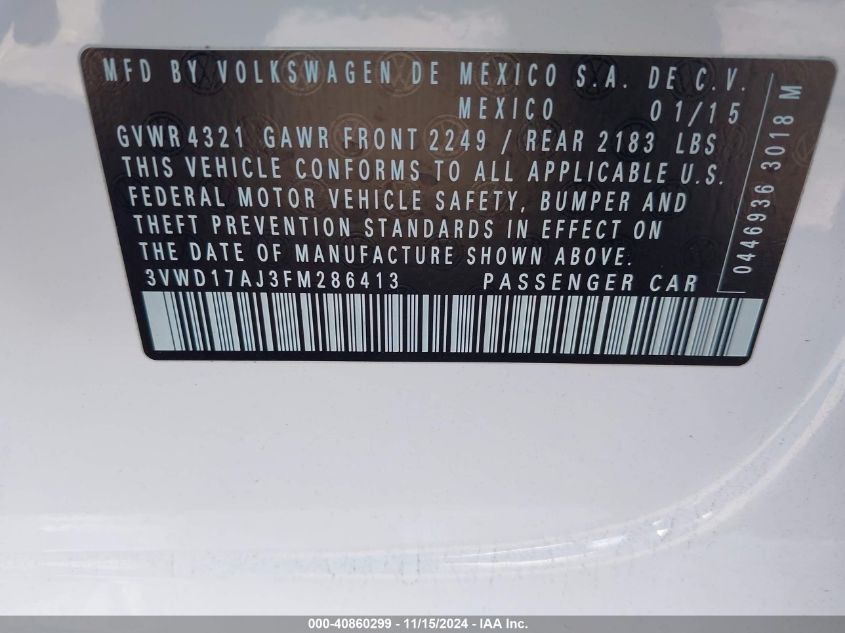 MFD BY VOLKSWAGEN DE MEXICO S.A. DE C.V.
MEXICO 01/15
GVWR 4321 GAWR FRONT 2249 / REAR 2183 LBS
THIS VEHICLE CONFORMS TO ALL APPLICABLE U.S.
FEDERAL MOTOR VEHICLE SAFETY, BUMPER AND
THEFT PREVENTION STANDARDS IN EFFECT ON
THE DATE OF MANUFACTURE SHOWN ABOVE.
3VWD17AJ3FM286413 PASSENGER CAR
0446936 3018 M
000-40860299 - 11/15/2024 - IAA Inc.